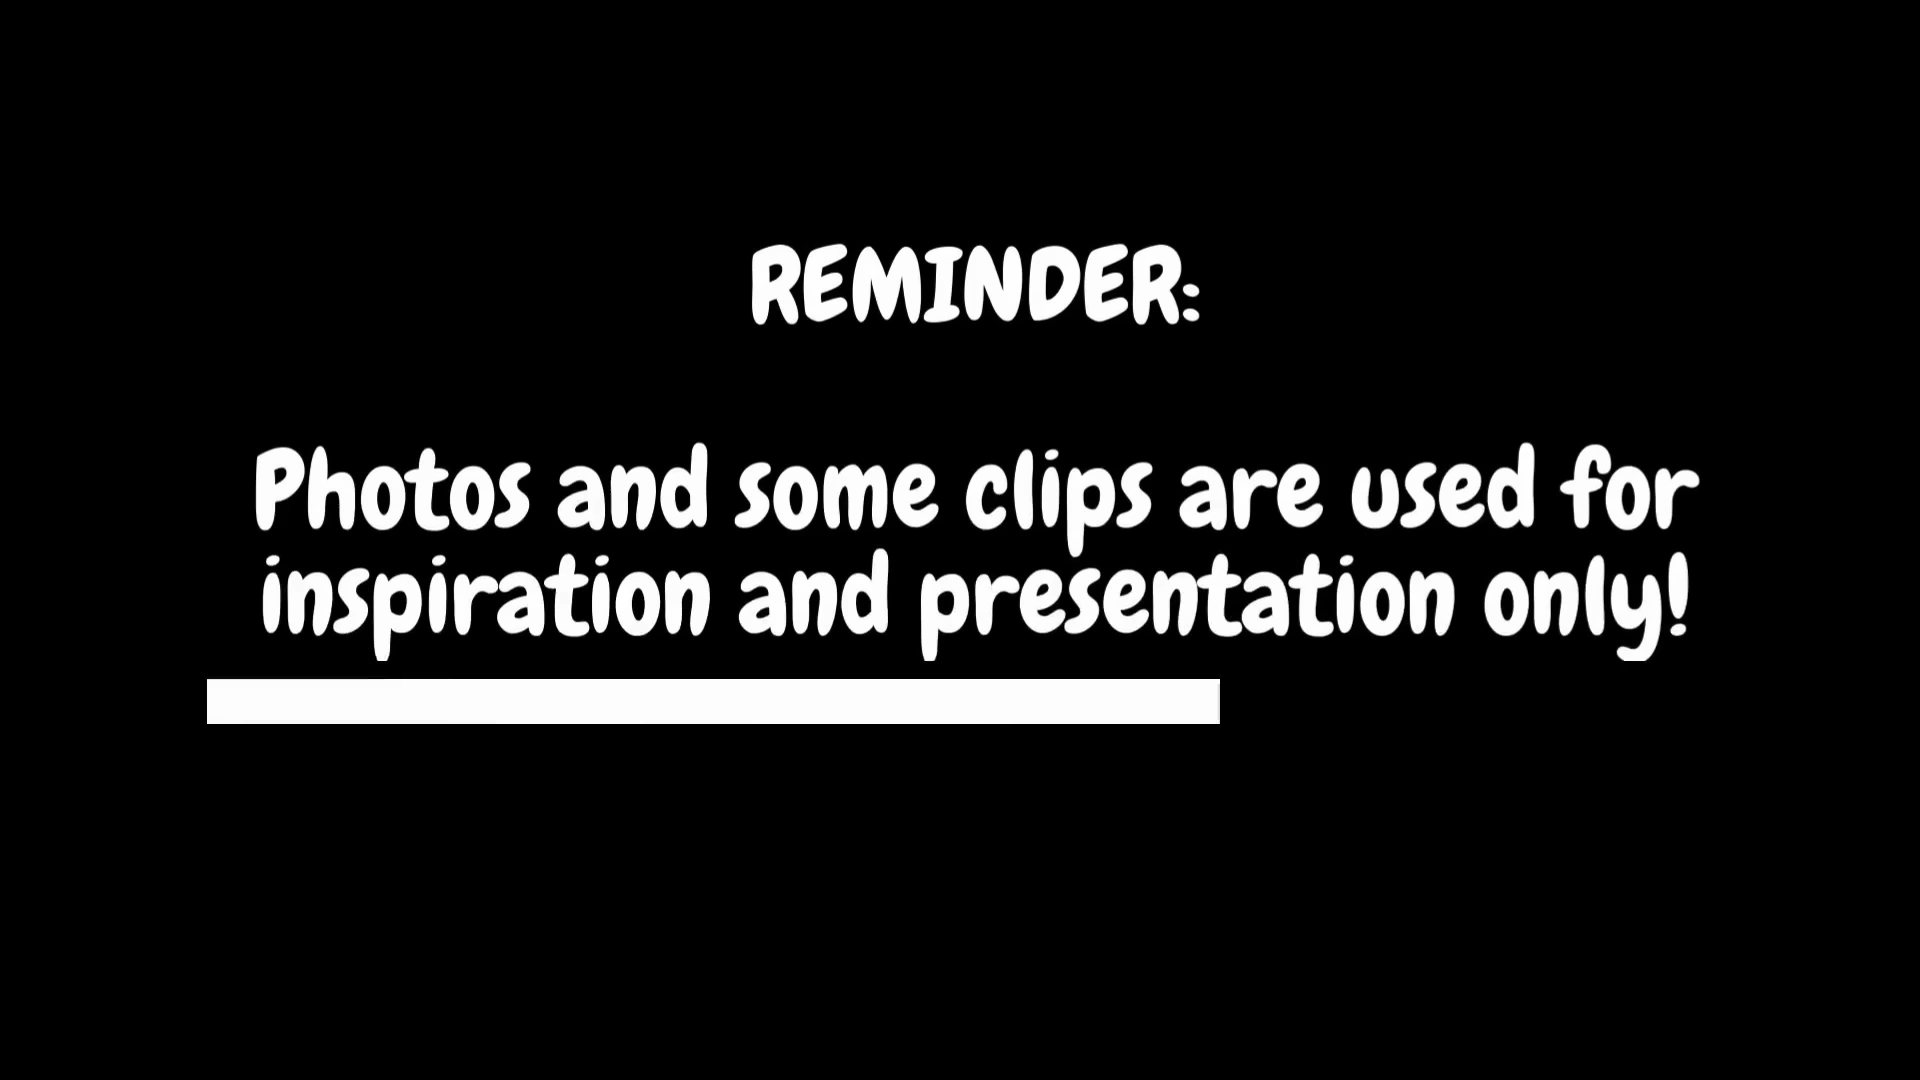 REMINDER:
Photos and some clips are used for
inspiration and presentation only!